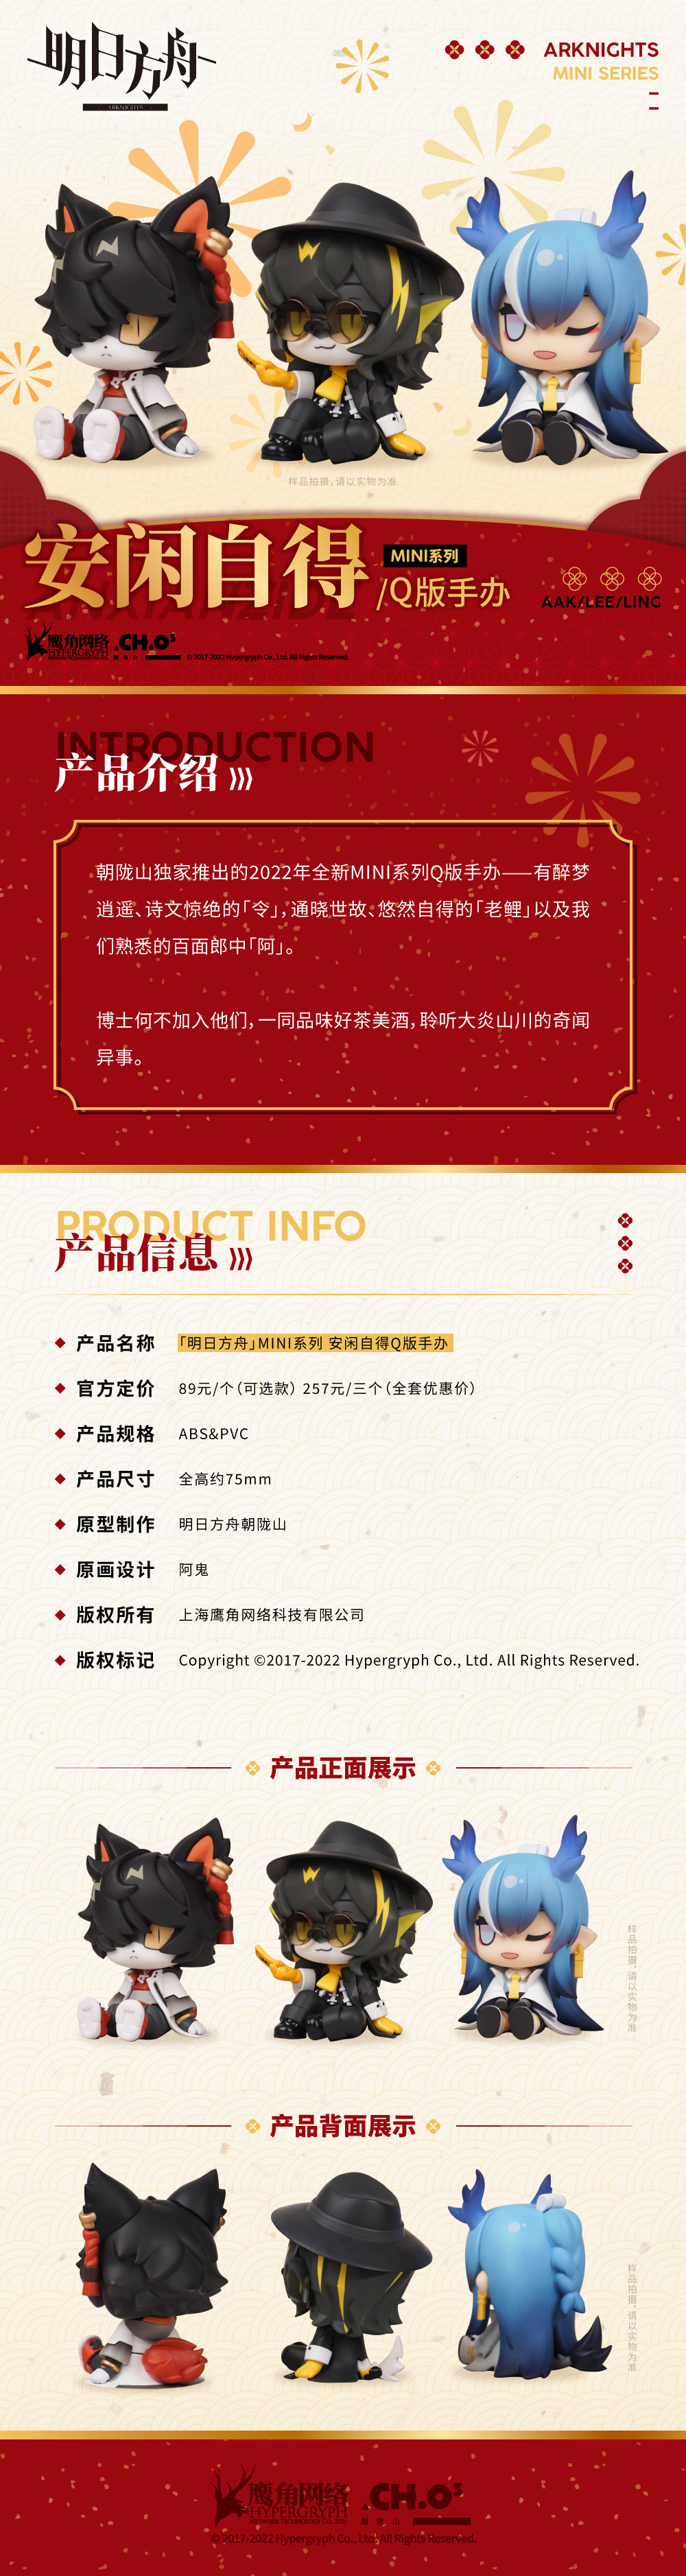 明日方舟
ARKNIGHTS
ARKNIGHTS
MINI SERIES
样品拍摄,请以实物为准
安闲自得
MINI系列
/Q版手办
AAK/LEE/LING
鹰角网络
HYPERGRYPH
NETWORK TECHNOLOGY CO., LTD.
.CH.O³
朝陇山
© 2017-2022 Hypergryph Co., Ltd. All Rights Reserved.
INTRODUCTION
产品介绍
朝陇山独家推出的2022年全新MINI系列Q版手办——有醉梦
逍遥、诗文惊绝的「令」,通晓世故、悠然自得的「老鲤」以及我
们熟悉的百面郎中「阿」。
博士何不加入他们,一同品味好茶美酒,聆听大炎山川的奇闻
异事。
PRODUCT INFO
产品信息
产品名称 「明日方舟」MINI系列 安闲自得Q版手办
官方定价 89元/个(可选款) 257元/三个(全套优惠价)
产品规格 ABS&PVC
产品尺寸 全高约75mm
原型制作 明日方舟朝陇山
原画设计 阿鬼
版权所有 上海鹰角网络科技有限公司
版权标记 Copyright ©2017-2022 Hypergryph Co., Ltd. All Rights Reserved.
产品正面展示
样品拍摄,请以实物为准
产品背面展示
样品拍摄,请以实物为准
鹰角网络
HYPERGRYPH
NETWORK TECHNOLOGY CO., LTD.
.CH.O³
朝陇山
© 2017-2022 Hypergryph Co., Ltd. All Rights Reserved.